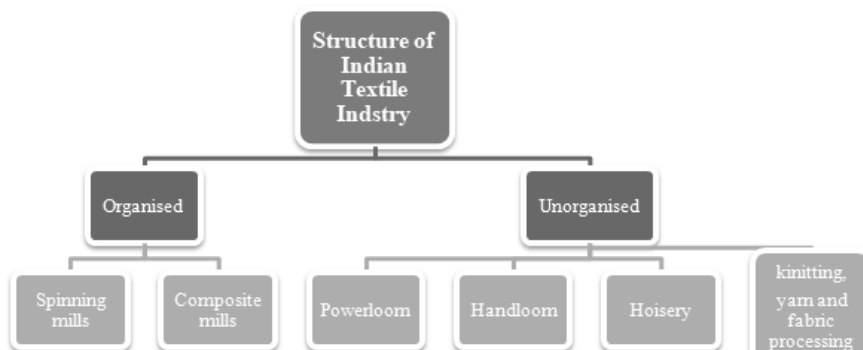 Structure of
Indian
Textile
Indstry
Organised
Unorganised
Spinning
mills
Composite
mills
Powerloom
Handloom
Hoisery
kinitting,
yarn and
fabric
processing